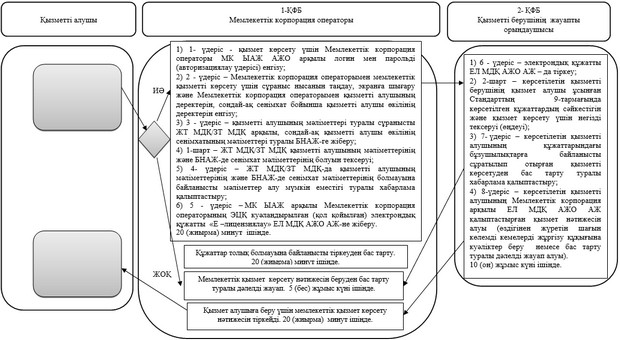 Қызметті алушы
1-ҚФБ
Мемлекеттік корпорация операторы
2- ҚФБ
Қызметті берушінің жауапты
орындаушысы
ИӘ
1) 1- үдеріс - қызмет көрсету үшін Мемлекеттік корпорация
операторы МК ЫАЖ АЖО арқылы логин мен парольді
(авторизациялау үдерісі) енгізу;
2) 2 - үдеріс – Мемлекеттік корпорация операторымен мемлекеттік
қызметті көрсету үшін сұраныс нысанын таңдау, экранға шығару
және Мемлекеттік корпорация операторымен қызметті алушының
деректерін, сондай-ақ сенімхат бойынша қызметті алушы өкілінің
деректерін енгізу;
3) 3 - үдеріс – қызметті алушының мәліметтері туралы сұранысты
ЖТ МДҚ/ЗТ МДҚ арқылы, сондай-ақ қызметті алушы өкілінің
сенімхатының мәліметтері туралы БНАЖ-ге жіберу;
4) 1-шарт – ЖТ МДҚ/ЗТ МДҚ қызметті алушының мәліметтерінің
және БНАЖ-де сенімхат мәліметтерінің болуын тексеруі;
5) 4- үдеріс – ЖТ МДҚ/ЗТ МДҚ-да қызметті алушының
мәліметтерінің және БНАЖ-де сенімхат мәліметтерінің болмауына
байланысты мәліметтер алу мүмкін еместігі туралы хабарлама
қалыптастыру;
6) 5 - үдеріс – МК ЫАЖ арқылы Мемлекеттік корпорация
операторының ЭЦҚ куәландырылған (қол қойылған) электрондық
құжатты «Е –лицензиялау» ЕЛ МДҚ АЖО АЖ-не жіберу.
20 (жиырма) минут ішінде.
Құжаттар толық болмауына байланысты тіркеуден бас тарту.
20 (жиырма) минут ішінде.
ЖОҚ
Мемлекеттік қызмет көрсету нәтижесін беруден бас тарту
туралы дәлелді жауап. 5 (бес) жұмыс күні ішінде.
Қызмет алушыға беру үшін мемлекеттік қызмет көрсету
нәтижесін тіркейді. 20 (жиырма) минут ішінде.
1) 6 - үдеріс – электрондық құжатты
ЕЛ МДҚ АЖО АЖ – да тіркеу;
2) 2-шарт – көрсетілетін қызметті
берушінің қызмет алушы ұсынған
Стандарттың 9-тармағында
көрсетілген құжаттардың сәйкестігін
және қызмет көрсету үшін негізді
тексеруі (өңдеуі);
3) 7- үдеріс – көрсетілетін қызметті
алушының құжаттарындағы
бұзушылықтарға байланысты
сұратылып отырған қызметті
көрсетуден бас тарту туралы
хабарлама қалыптастыру;
4) 8-үдеріс – көрсетілетін қызметті
алушының Мемлекеттік корпорация
арқылы ЕЛ МДҚ АЖО АЖ
қалыптастырған қызмет нәтижесін
алуы (өздігінен жүретін шағын
көлемді кемелерді жүргізу құқығына
куәліктер беру немесе бас тарту
туралы дәлелді жауап алуы).
10 (он) жұмыс күні ішінде.